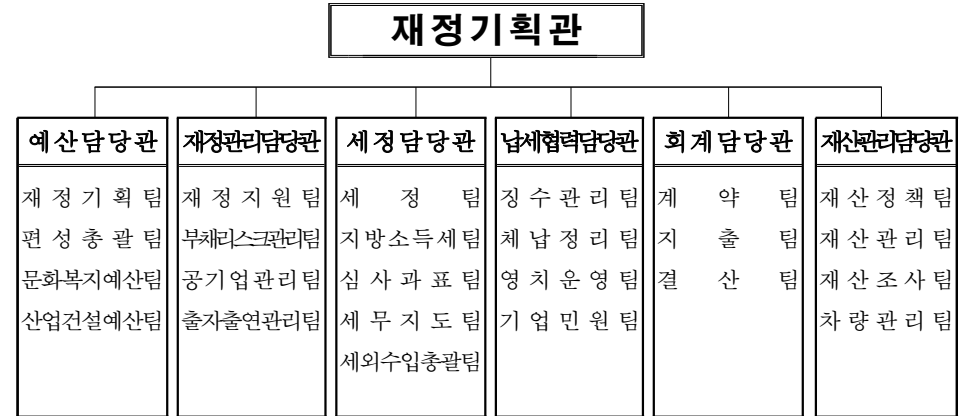 재정기획관
예산담당관
재정기획팀
편성총괄팀
문화복지예산팀
산업건설예산팀
재정관리담당관
재정지원팀
부채리스크관리팀
공기업관리팀
출자출연관리팀
세정담당관
세정팀
지방소득세팀
심사과표팀
세무지도팀
세외수입총괄팀
납세협력담당관
징수관리팀
체납정리팀
영치운영팀
기업민원팀
회계담당관
계약팀
지출팀
결산팀
재산관리담당관
재산정책팀
재산관리팀
재산조사팀
차량관리팀